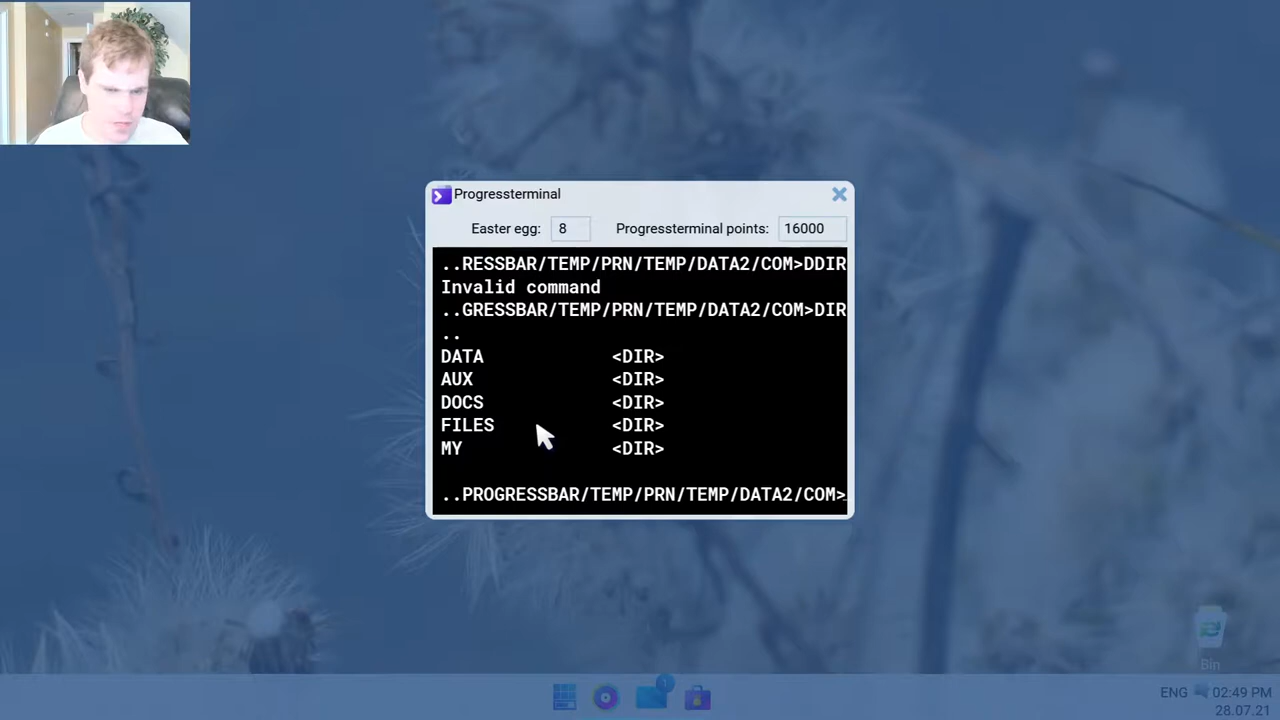 Progressterminal
Easter egg: 8 Progressterminal points: 16000
..RESSBAR/TEMP/PRN/TEMP/DATA2/COM>DDIR
Invalid command
..GRESSBAR/TEMP/PRN/TEMP/DATA2/COM>DIR
..
DATA <DIR>
AUX <DIR>
DOCS <DIR>
FILES <DIR>
MY <DIR>
..PROGRESSBAR/TEMP/PRN/TEMP/DATA2/COM>_
Bin
1
ENG 02:49 PM
28.07.21